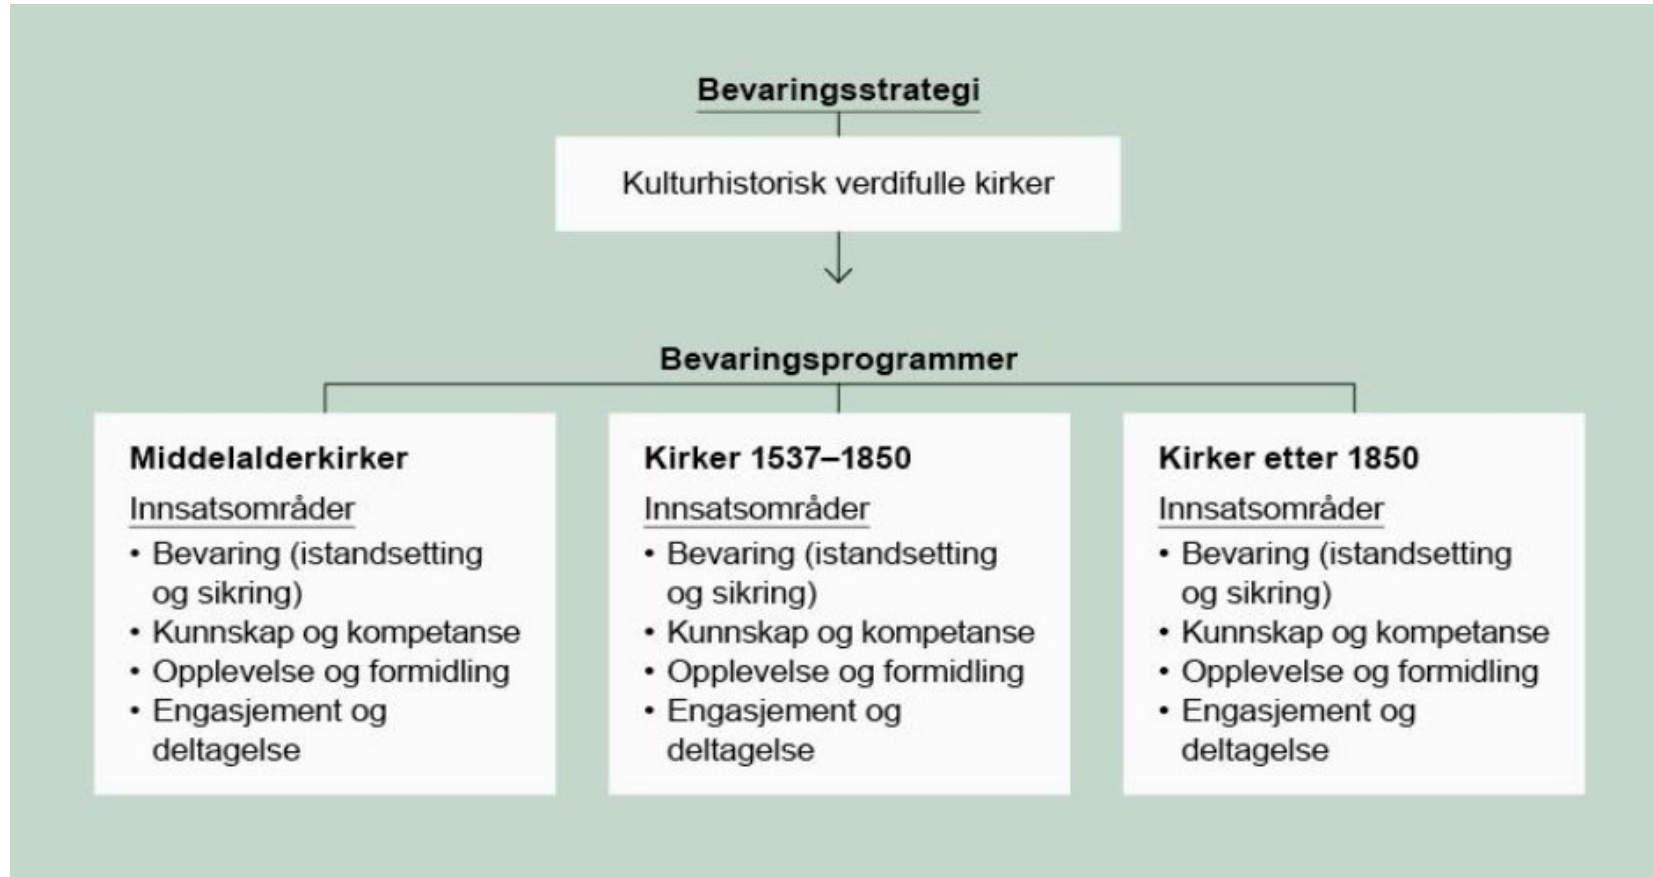 Bevaringsstrategi
Kulturhistorisk verdifulle kirker
Bevaringsprogrammer
Middelalderkirker
Innsatsområder
• Bevaring (istandsetting
og sikring)
• Kunnskap og kompetanse
• Opplevelse og formidling
• Engasjement og
deltagelse
Kirker 1537–1850
Innsatsområder
• Bevaring (istandsetting
og sikring)
• Kunnskap og kompetanse
• Opplevelse og formidling
• Engasjement og
deltagelse
Kirker etter 1850
Innsatsområder
• Bevaring (istandsetting
og sikring)
• Kunnskap og kompetanse
• Opplevelse og formidling
• Engasjement og
deltagelse